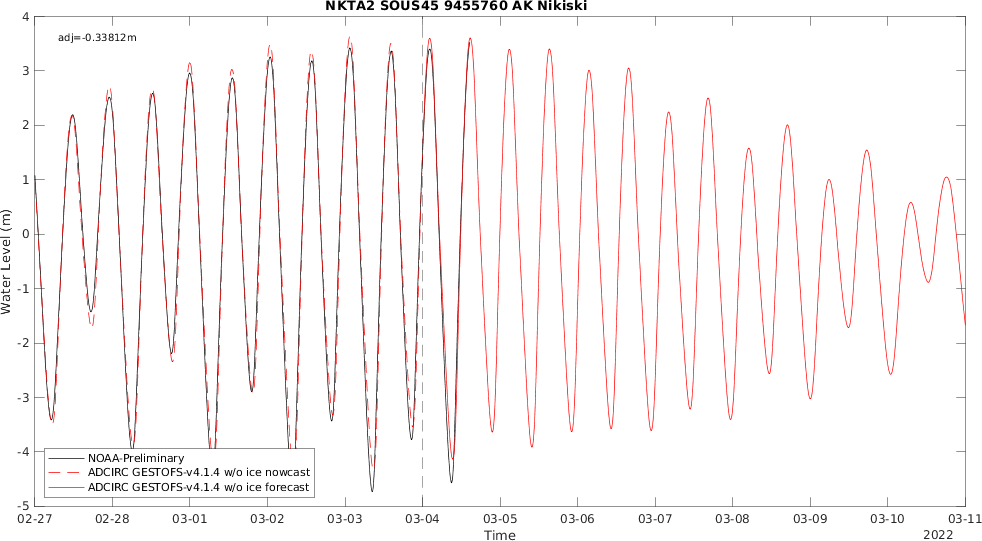 NKTA2 SOUS45 9455760 AK Nikiski
adj=-0.33812m
Water Level (m)
4
3
2
1
0
-1
-2
-3
-4
-5
NOAA-Preliminary
ADCIRC GESTOFS-v4.1.4 w/o ice nowcast
ADCIRC GESTOFS-v4.1.4 w/o ice forecast
02-27 02-28 03-01 03-02 03-03 03-04 03-05 03-06 03-07 03-08 03-09 03-10 03-11
Time
2022